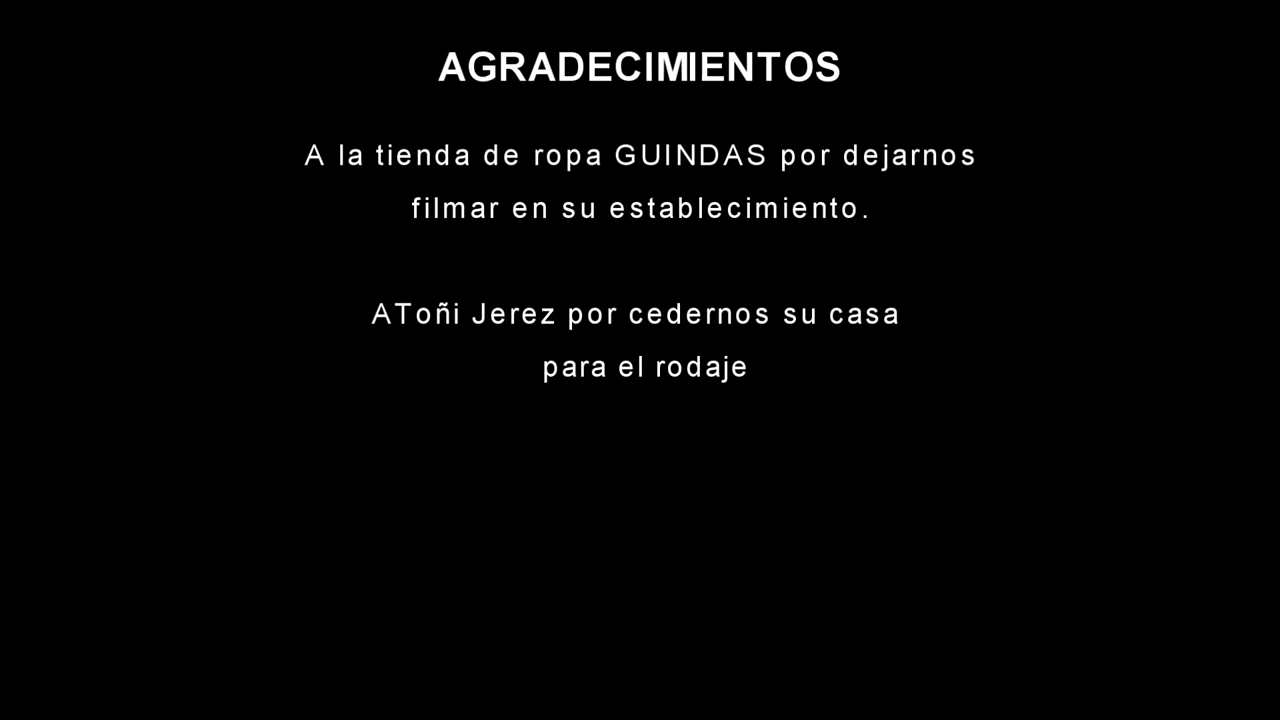 AGRADECIMIENTOS
A la tienda de ropa GUINDAS por dejarnos
filmar en su establecimiento.
AToñi Jerez por cedernos su casa
para el rodaje